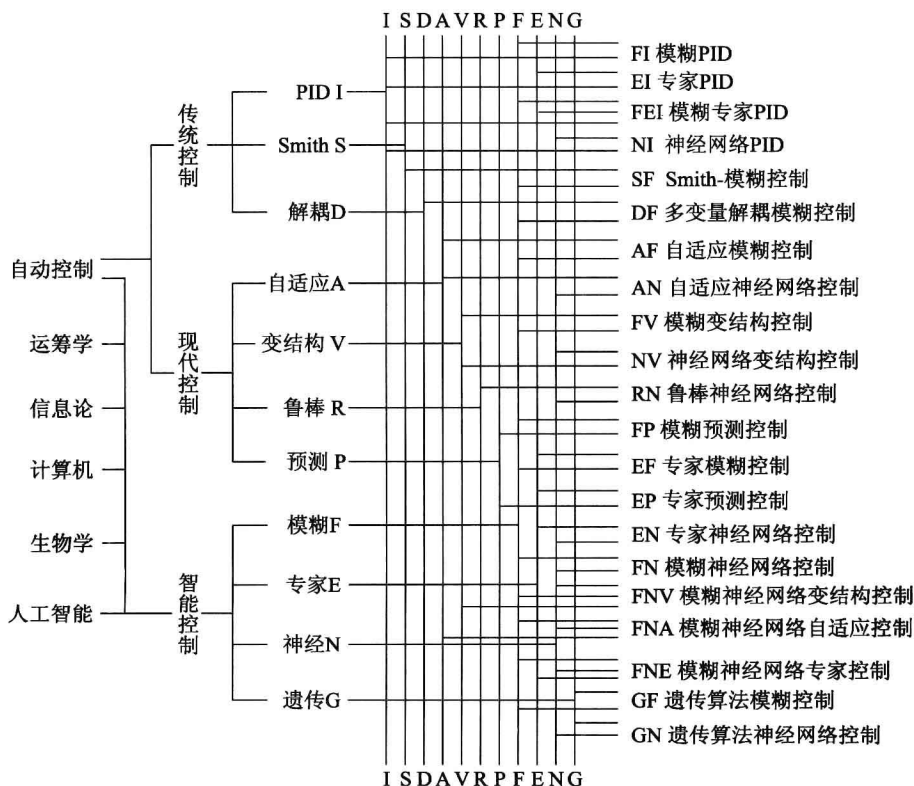 I S D A V R P F E N G
自动控制
运筹学
信息论
计算机
生物学
人工智能
传统控制
现代控制
智能控制
PID I
Smith S
解耦D
自适应A
变结构 V
鲁棒 R
预测 P
模糊F
专家E
神经N
遗传G
FI 模糊PID
EI 专家PID
FEI 模糊专家PID
NI 神经网络PID
SF Smith-模糊控制
DF 多变量解耦模糊控制
AF 自适应模糊控制
AN 自适应神经网络控制
FV 模糊变结构控制
NV 神经网络变结构控制
RN 鲁棒神经网络控制
FP 模糊预测控制
EF 专家模糊控制
EP 专家预测控制
EN 专家神经网络控制
FN 模糊神经网络控制
FNV 模糊神经网络变结构控制
FNA 模糊神经网络自适应控制
FNE 模糊神经网络专家控制
GF 遗传算法模糊控制
GN 遗传算法神经网络控制
I S D A V R P F E N G